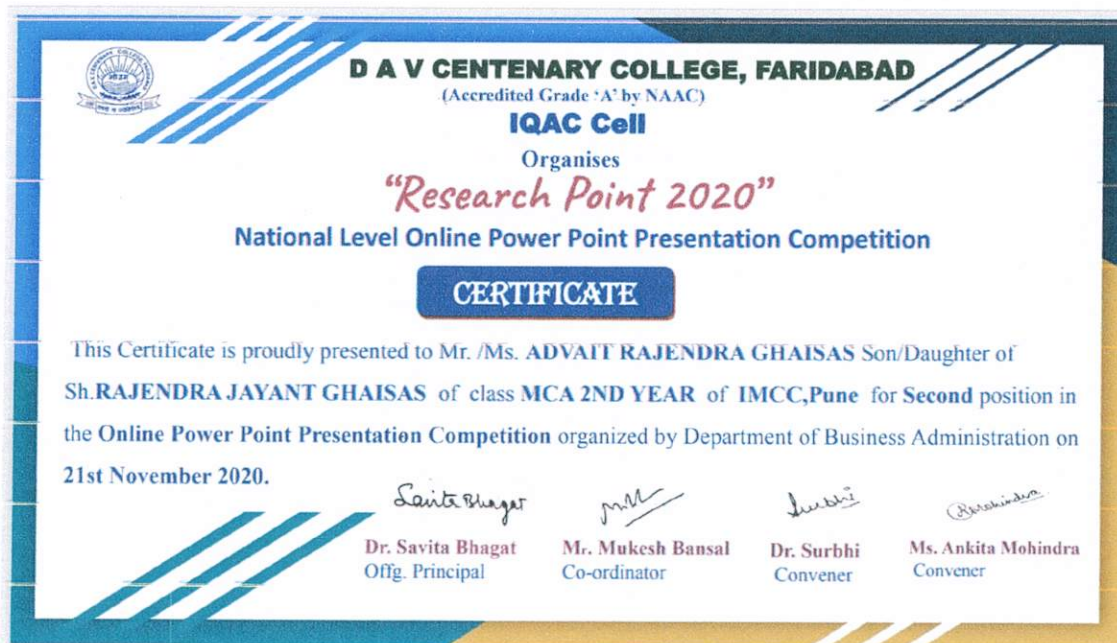 D A V CENTENARY COLLEGE, FARIDABAD
(Accredited Grade 'A' by NAAC)
IQAC Cell
Organises
"Research Point 2020"
National Level Online Power Point Presentation Competition
CERTIFICATE
This Certificate is proudly presented to Mr. /Ms. ADVAIT RAJENDRA GHAISAS Son/Daughter of
Sh.RAJENDRA JAYANT GHAISAS of class MCA 2ND YEAR of IMCC,Pune for Second position in
the Online Power Point Presentation Competition organized by Department of Business Administration on
21st November 2020.
Savita Bhagat Surbhi
Dr. Savita Bhagat Mr. Mukesh Bansal Dr. Surbhi Ms. Ankita Mohindra
Offg. Principal Co-ordinator Convener Convener